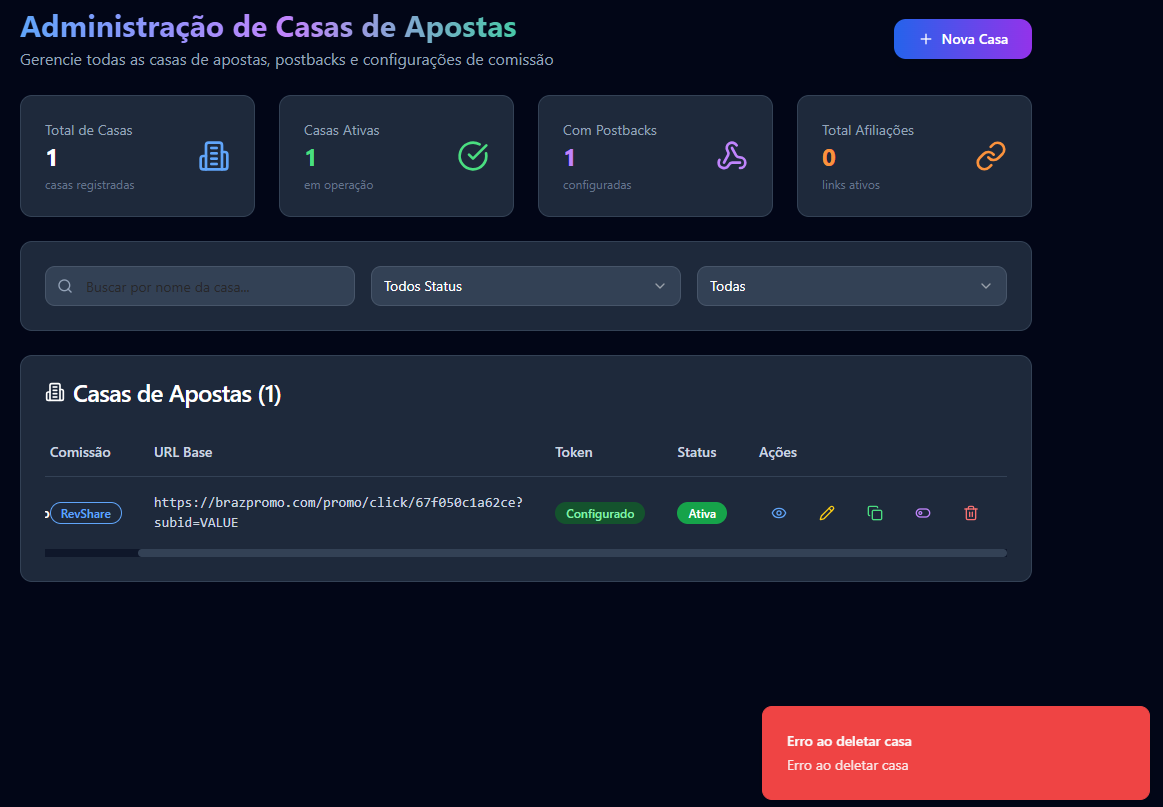 Administração de Casas de Apostas
Gerencie todas as casas de apostas, postbacks e configurações de comissão
Nova Casa
Total de Casas
1
casas registradas
Casas Ativas
1
em operação
Com Postbacks
1
configuradas
Total Afiliações
0
links ativos
Buscar por nome da casa...
Todos Status
Todas
Casas de Apostas (1)
Comissão URL Base Token Status Ações
RevShare
https://brazpromo.com/promo/click/67f050c1a62ce?
subid=VALUE
Configurado
Ativa
Erro ao deletar casa
Erro ao deletar casa